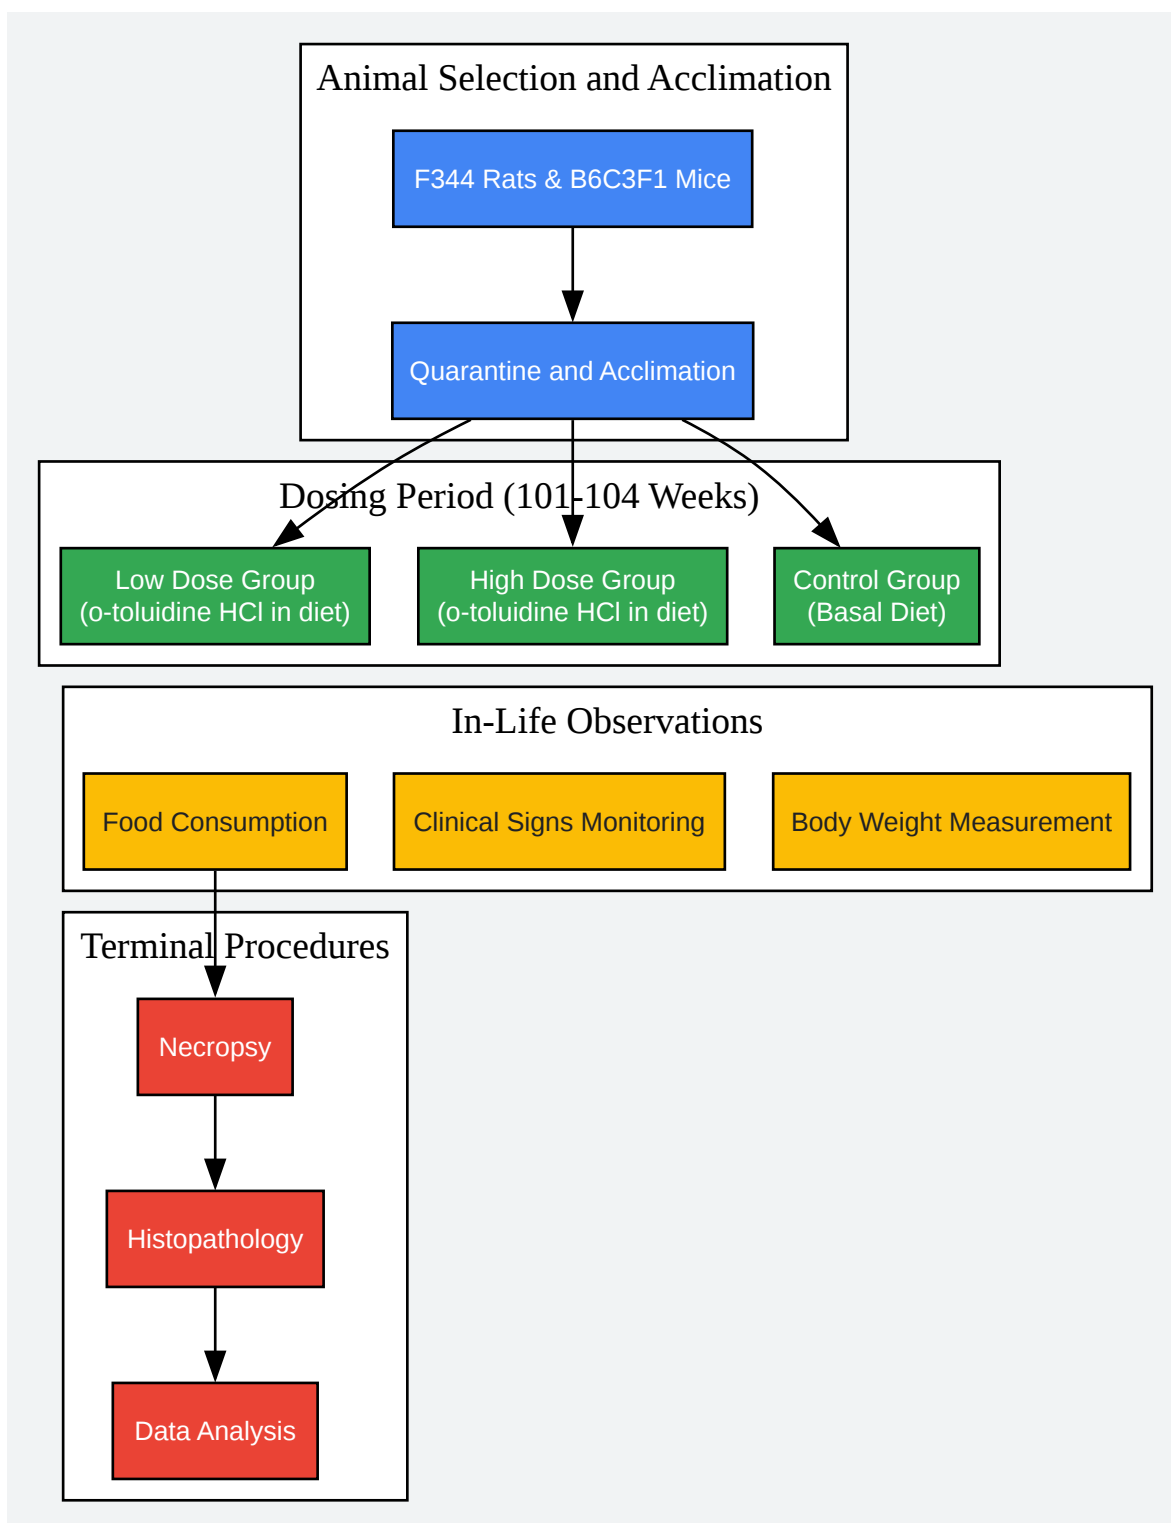 Animal Selection and Acclimation
F344 Rats & B6C3F1 Mice
Quarantine and Acclimation
Dosing Period (101-104 Weeks)
Low Dose Group
(o-toluidine HCl in diet)
High Dose Group
(o-toluidine HCl in diet)
Control Group
(Basal Diet)
In-Life Observations
Food Consumption
Clinical Signs Monitoring
Body Weight Measurement
Terminal Procedures
Necropsy
Histopathology
Data Analysis